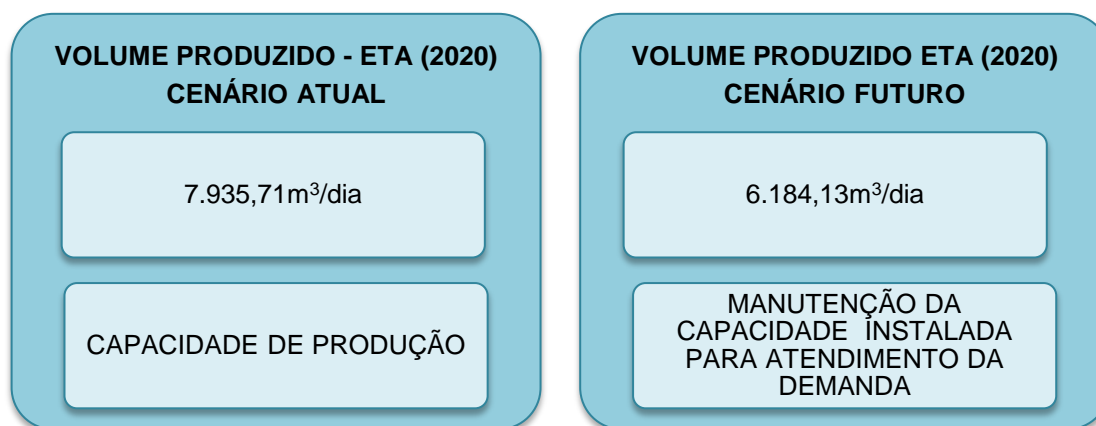 VOLUME PRODUZIDO - ETA (2020)
CENÁRIO ATUAL
7.935,71m³/dia
CAPACIDADE DE PRODUÇÃO
VOLUME PRODUZIDO ETA (2020)
CENÁRIO FUTURO
6.184,13m³/dia
MANUTENÇÃO DA
CAPACIDADE INSTALADA
PARA ATENDIMENTO DA
DEMANDA